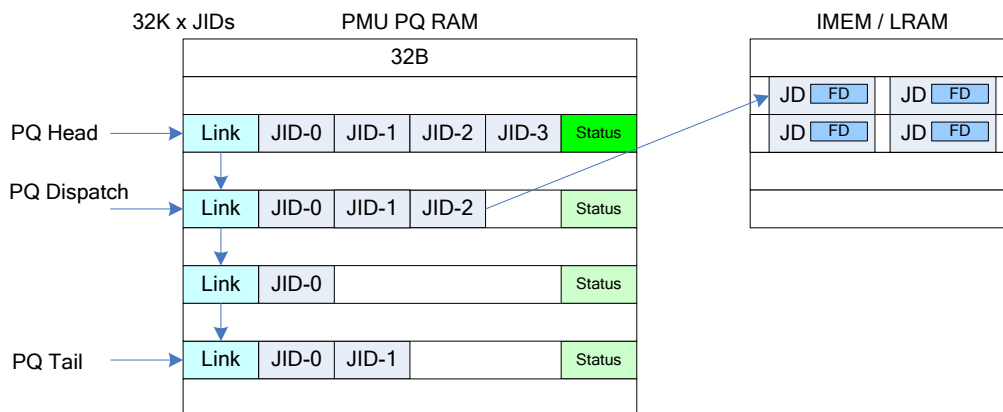 32K x JIDs PMU PQ RAM IMEM / LRAM
32B
JD FD JD FD
PQ Head Link JID-0 JID-1 JID-2 JID-3 Status JD FD JD FD
PQ Dispatch Link JID-0 JID-1 JID-2 Status
Link JID-0 Status
PQ Tail Link JID-0 JID-1 Status